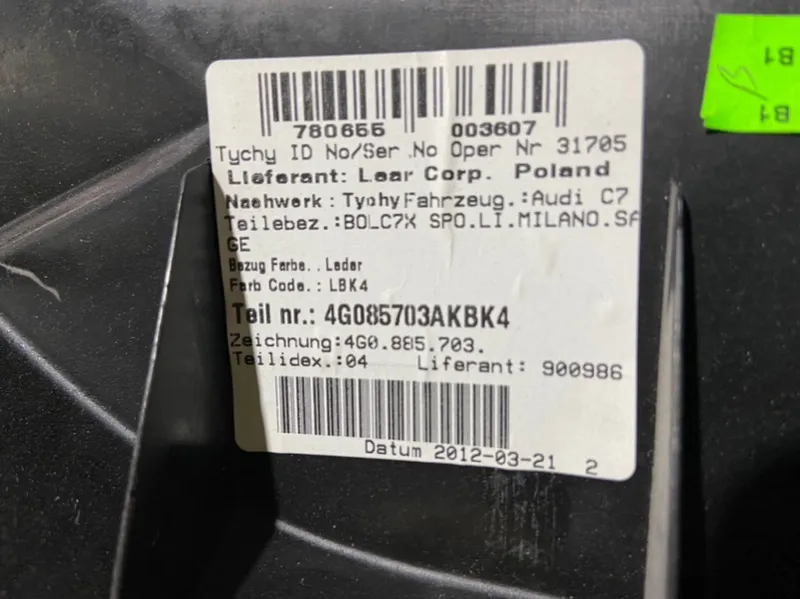 780655 003607
Tychy ID No/Ser .No Oper Nr 31705
Lieferant: Lear Corp. Poland
Nachwerk : Tychy Fahrzeug.:Audi C7
Teilebez.:BOLC7X SPO.LI.MILANO.SA
GE
Bezug Farbe.. Leder
Farb Code.: LBK4
Teil nr.: 4G085703AKBK4
Zeichnung:4G0.885.703.
Teilidex.:04 Liferant: 900986
Datum 2012-03-21 2
B1
B1